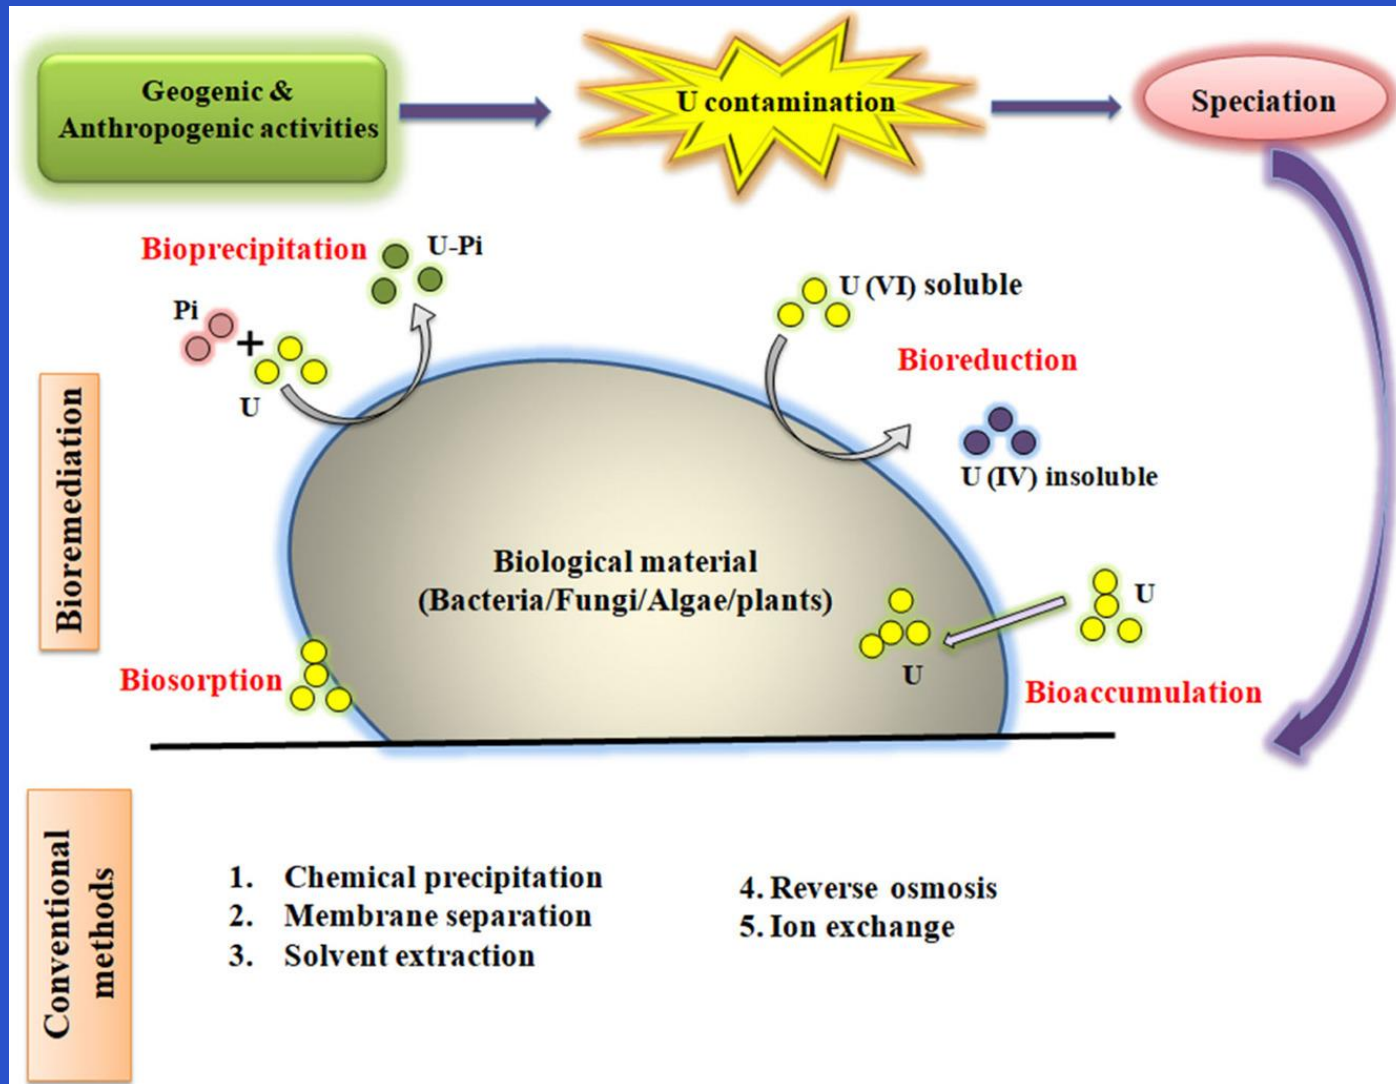 Geogenic &
Anthropogenic activities
U contamination
Speciation
Bioprecipitation
U-Pi
Pi
+
U
U (VI) soluble
Bioreduction
U (IV) insoluble
Bioremediation
Biological material
(Bacteria/Fungi/Algae/plants)
U
U
Biosorption
Bioaccumulation
Conventional
methods
1. Chemical precipitation
2. Membrane separation
3. Solvent extraction
4. Reverse osmosis
5. Ion exchange